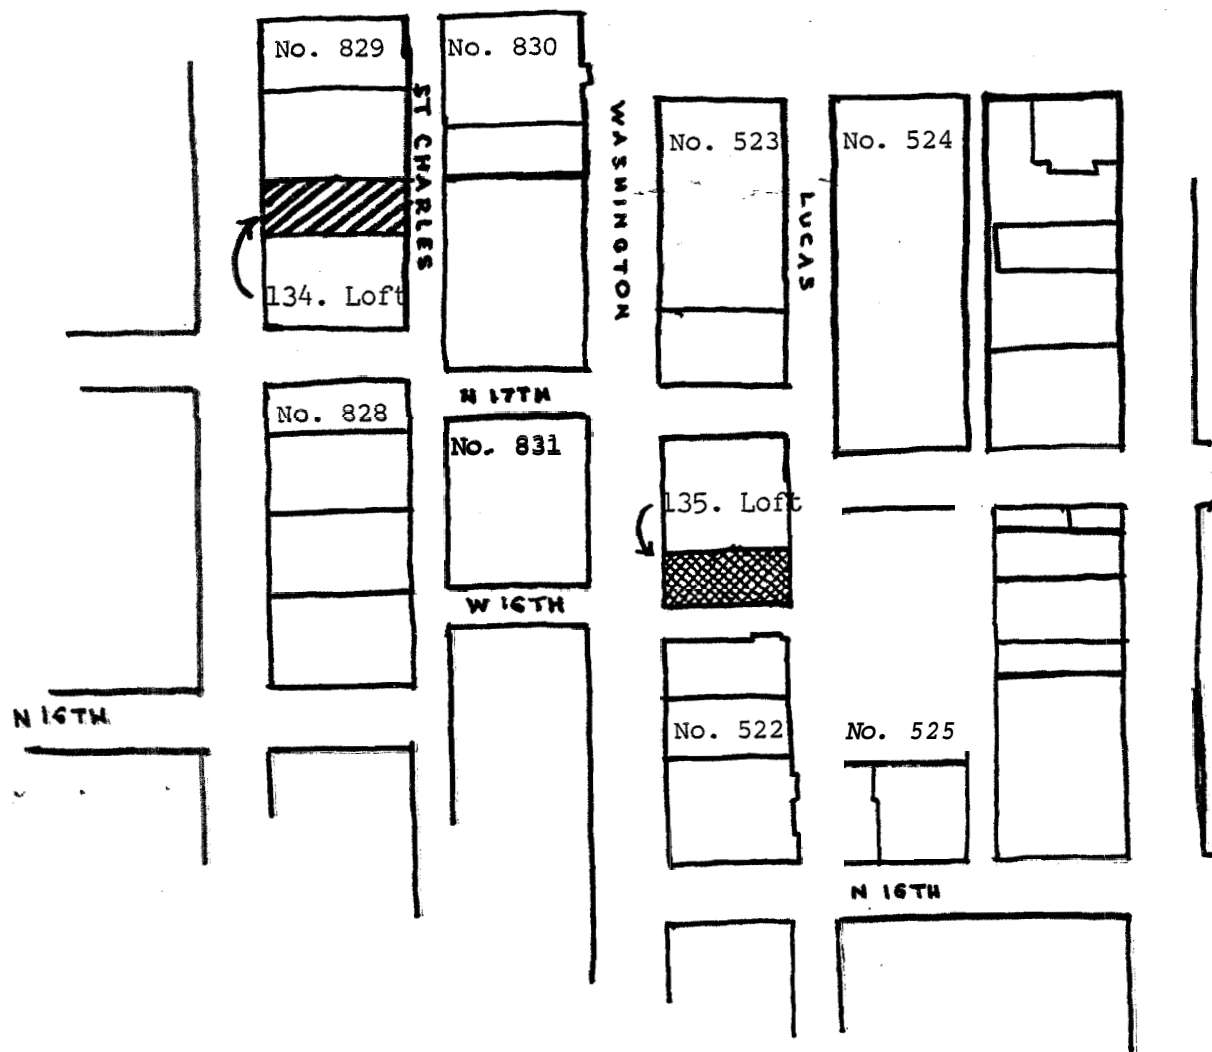 No. 829
No. 830
ST CHARLES
WASHINGTON
No. 523
No. 524
LUCAS
134. Loft
N 17TH
No. 828
No. 831
135. Loft
W 16TH
N 16TH
No. 522
No. 525
N 16TH